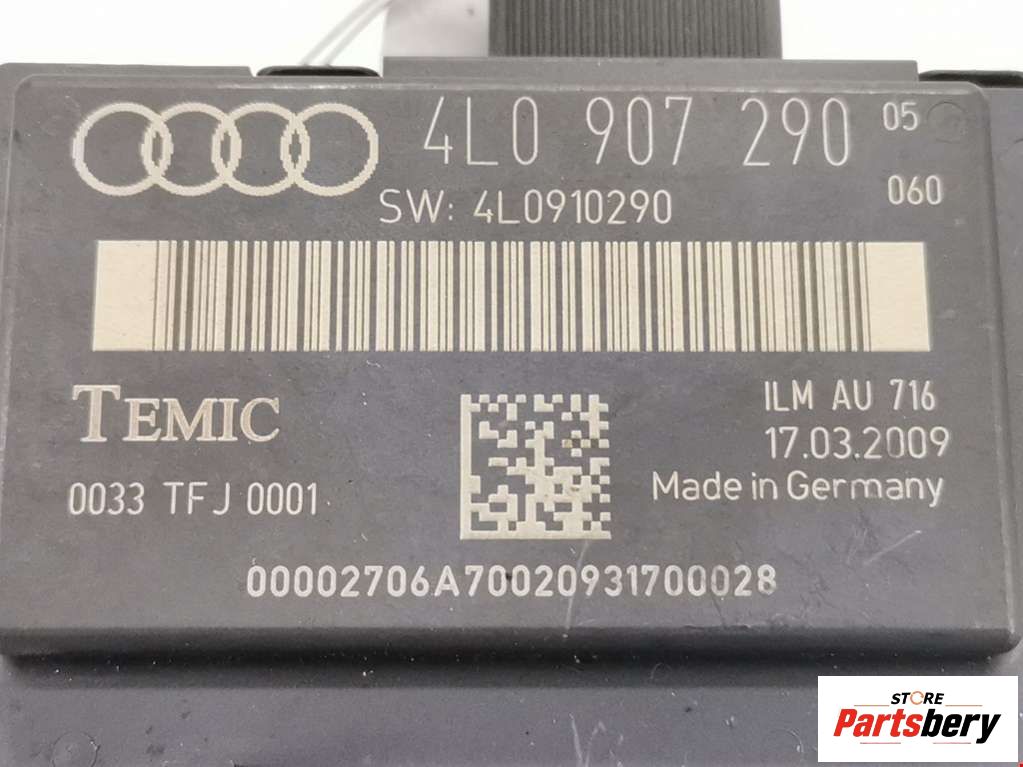 4L0 907 290 05
SW: 4L0910290 060
TEMIC
ILM AU 716
17.03.2009
0033 TFJ 0001
Made in Germany
00002706A70020931700028
STORE
Partsbery